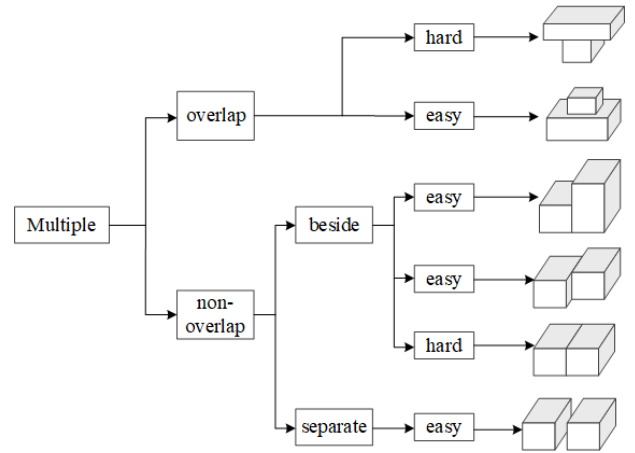 hard
overlap
easy
Multiple
beside
easy
easy
non-
overlap
hard
separate
easy